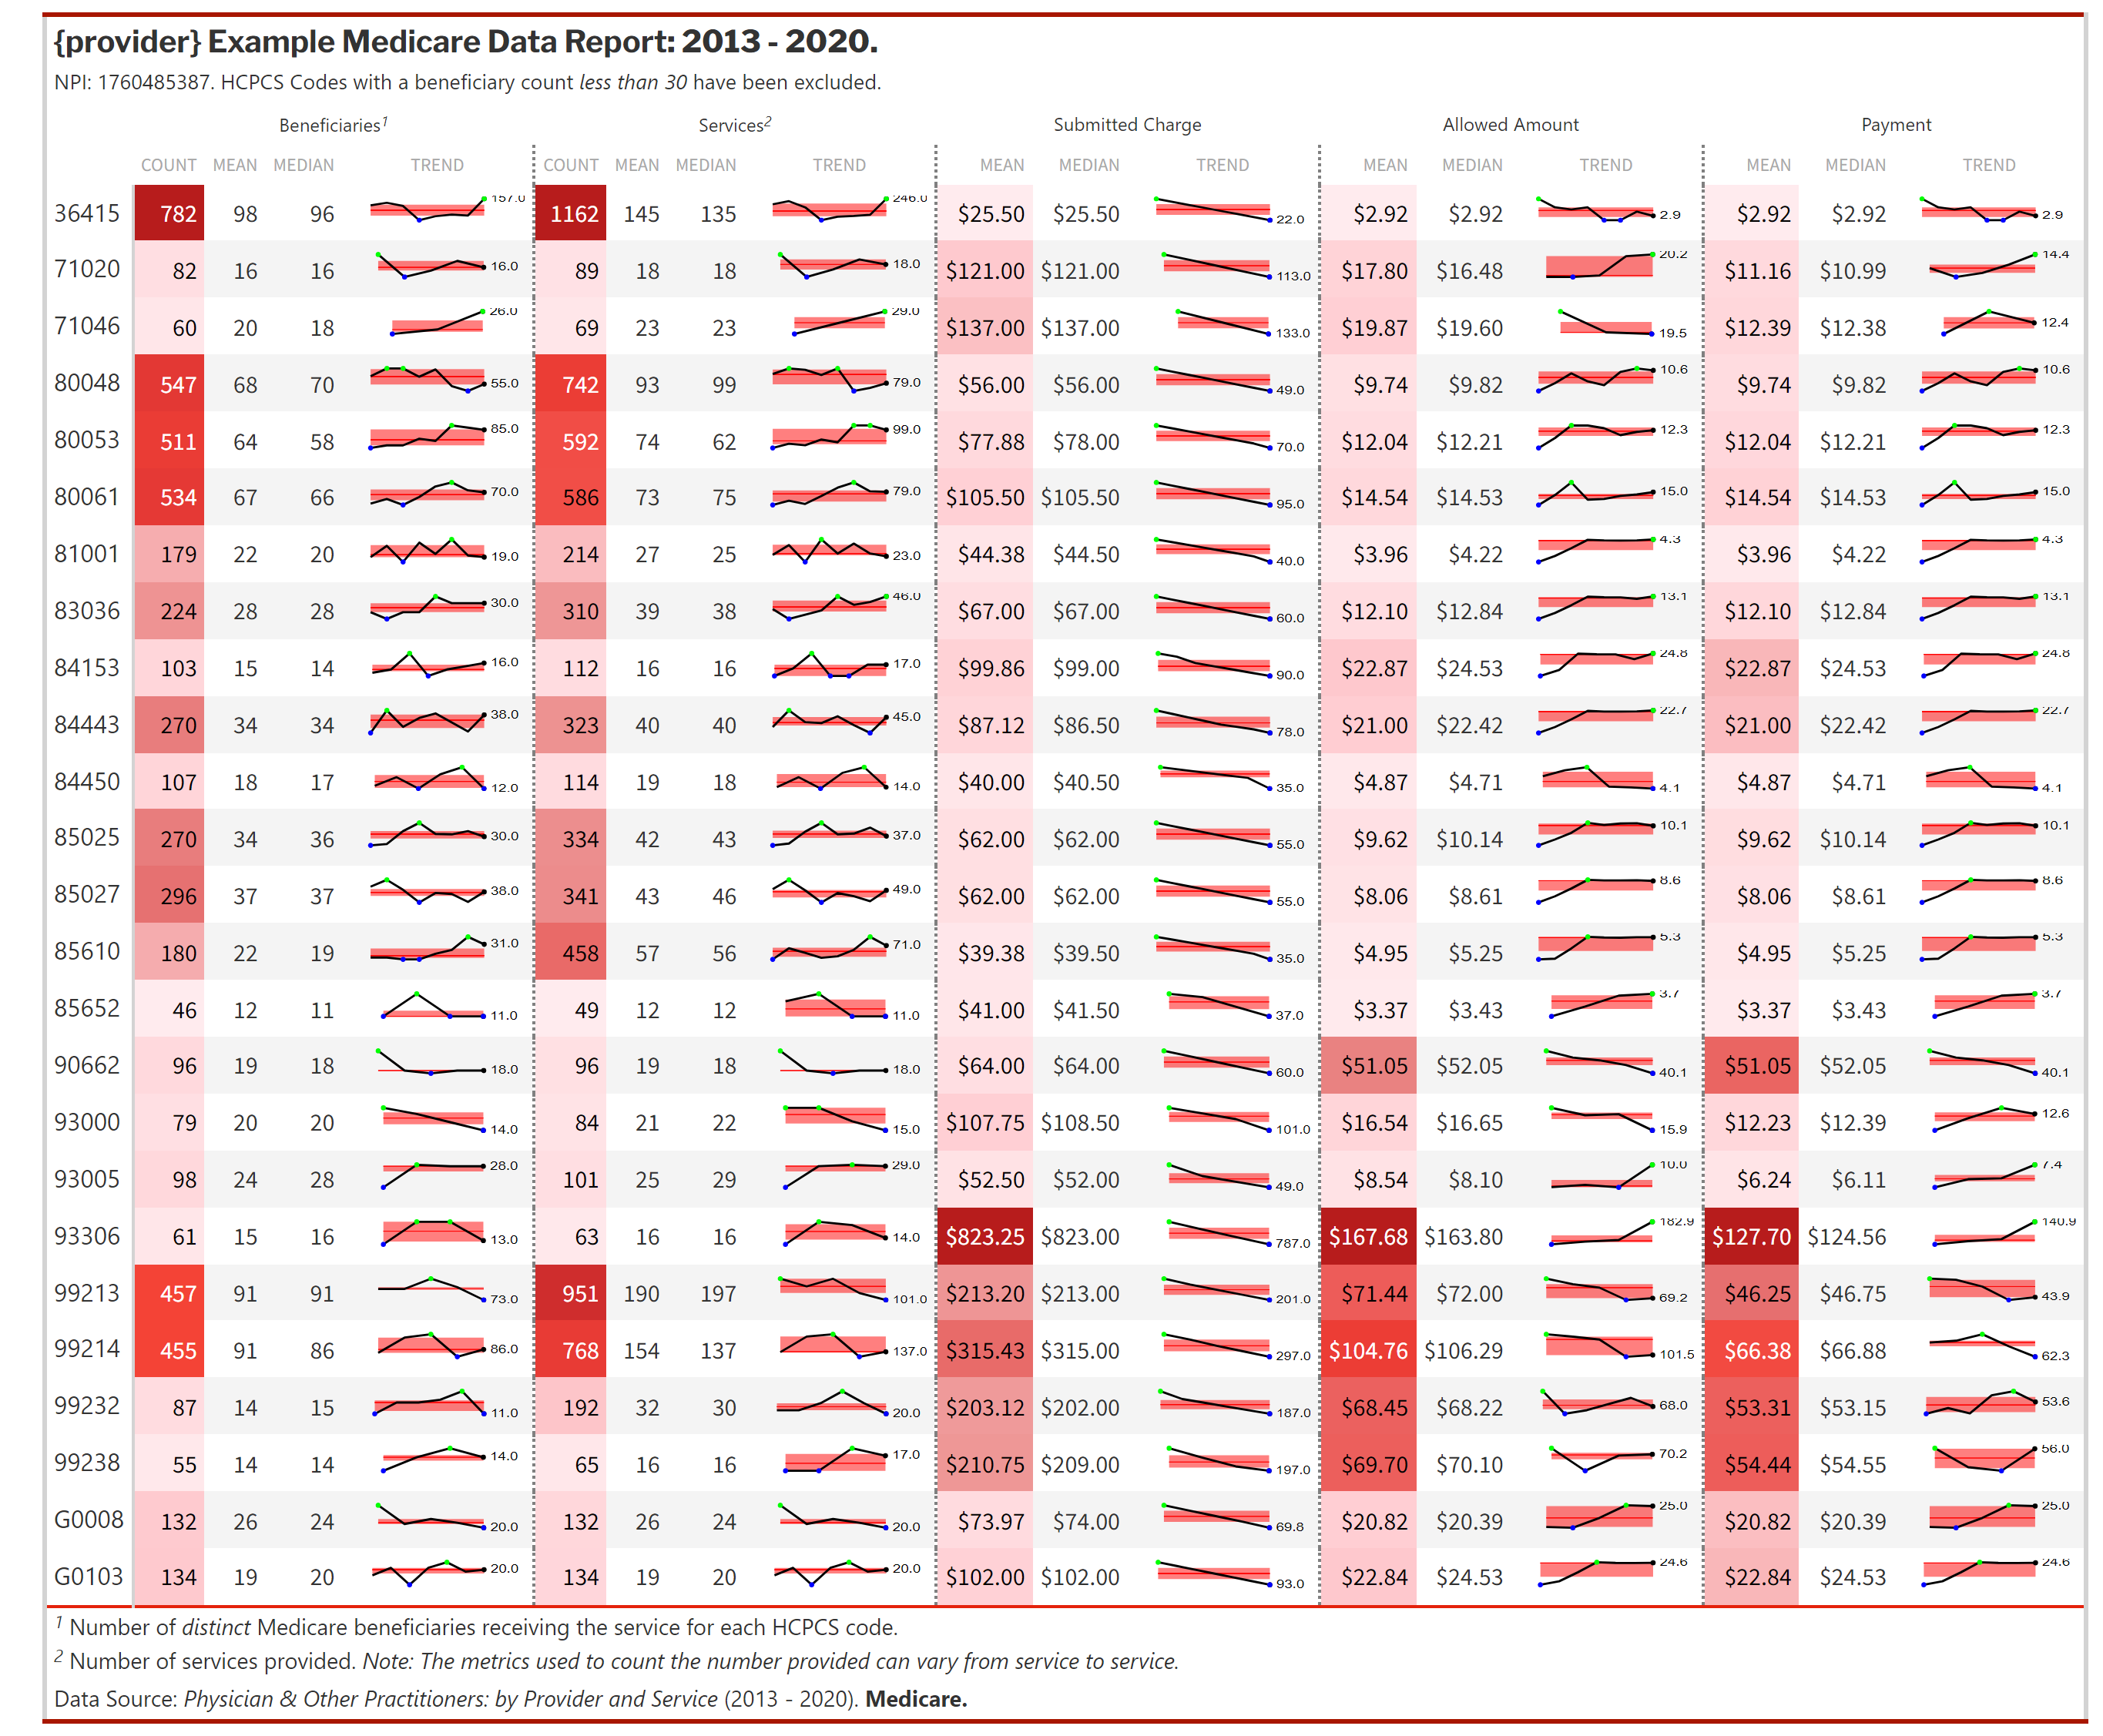 {provider} Example Medicare Data Report: 2013 - 2020.
NPI: 1760485387. HCPCS Codes with a beneficiary count less than 30 have been excluded.
Beneficiaries1 Services2 Submitted Charge Allowed Amount Payment
COUNT MEAN MEDIAN TREND COUNT MEAN MEDIAN TREND MEAN MEDIAN TREND MEAN MEDIAN TREND MEAN MEDIAN TREND
36415 782 98 96 157.0 1162 145 135 246.0 $25.50 $25.50 22.0 $2.92 $2.92 2.9 $2.92 $2.92 2.9
71020 82 16 16 16.0 89 18 18 18.0 $121.00 $121.00 113.0 $17.80 $16.48 20.2 $11.16 $10.99 14.4
71046 60 20 18 26.0 69 23 23 29.0 $137.00 $137.00 133.0 $19.87 $19.60 19.5 $12.39 $12.38 12.4
80048 547 68 70 55.0 742 93 99 79.0 $56.00 $56.00 49.0 $9.74 $9.82 10.6 $9.74 $9.82 10.6
80053 511 64 58 85.0 592 74 62 99.0 $77.88 $78.00 70.0 $12.04 $12.21 12.3 $12.04 $12.21 12.3
80061 534 67 66 70.0 586 73 75 79.0 $105.50 $105.50 95.0 $14.54 $14.53 15.0 $14.54 $14.53 15.0
81001 179 22 20 19.0 214 27 25 23.0 $44.38 $44.50 40.0 $3.96 $4.22 4.3 $3.96 $4.22 4.3
83036 224 28 28 30.0 310 39 38 46.0 $67.00 $67.00 60.0 $12.10 $12.84 13.1 $12.10 $12.84 13.1
84153 103 15 14 16.0 112 16 16 17.0 $99.86 $99.00 90.0 $22.87 $24.53 24.8 $22.87 $24.53 24.8
84443 270 34 34 38.0 323 40 40 45.0 $87.12 $86.50 78.0 $21.00 $22.42 22.7 $21.00 $22.42 22.7
84450 107 18 17 12.0 114 19 18 14.0 $40.00 $40.50 35.0 $4.87 $4.71 4.1 $4.87 $4.71 4.1
85025 270 34 36 30.0 334 42 43 37.0 $62.00 $62.00 55.0 $9.62 $10.14 10.1 $9.62 $10.14 10.1
85027 296 37 37 38.0 341 43 46 49.0 $62.00 $62.00 55.0 $8.06 $8.61 8.6 $8.06 $8.61 8.6
85610 180 22 19 31.0 458 57 56 71.0 $39.38 $39.50 35.0 $4.95 $5.25 5.3 $4.95 $5.25 5.3
85652 46 12 11 11.0 49 12 12 11.0 $41.00 $41.50 37.0 $3.37 $3.43 3.7 $3.37 $3.43 3.7
90662 96 19 18 18.0 96 19 18 18.0 $64.00 $64.00 60.0 $51.05 $52.05 40.1 $51.05 $52.05 40.1
93000 79 20 20 14.0 84 21 22 15.0 $107.75 $108.50 101.0 $16.54 $16.65 15.9 $12.23 $12.39 12.6
93005 98 24 28 28.0 101 25 29 29.0 $52.50 $52.00 49.0 $8.54 $8.10 10.0 $6.24 $6.11 7.4
93306 61 15 16 13.0 63 16 16 14.0 $823.25 $823.00 787.0 $167.68 $163.80 182.9 $127.70 $124.56 140.9
99213 457 91 91 73.0 951 190 197 101.0 $213.20 $213.00 201.0 $71.44 $72.00 69.2 $46.25 $46.75 43.9
99214 455 91 86 86.0 768 154 137 137.0 $315.43 $315.00 297.0 $104.76 $106.29 101.5 $66.38 $66.88 62.3
99232 87 14 15 11.0 192 32 30 20.0 $203.12 $202.00 187.0 $68.45 $68.22 68.0 $53.31 $53.15 53.6
99238 55 14 14 14.0 65 16 16 17.0 $210.75 $209.00 197.0 $69.70 $70.10 70.2 $54.44 $54.55 56.0
G0008 132 26 24 20.0 132 26 24 20.0 $73.97 $74.00 69.8 $20.82 $20.39 25.0 $20.82 $20.39 25.0
G0103 134 19 20 20.0 134 19 20 20.0 $102.00 $102.00 93.0 $22.84 $24.53 24.6 $22.84 $24.53 24.6
1 Number of distinct Medicare beneficiaries receiving the service for each HCPCS code.
2 Number of services provided. Note: The metrics used to count the number provided can vary from service to service.
Data Source: Physician & Other Practitioners: by Provider and Service (2013 - 2020). Medicare.